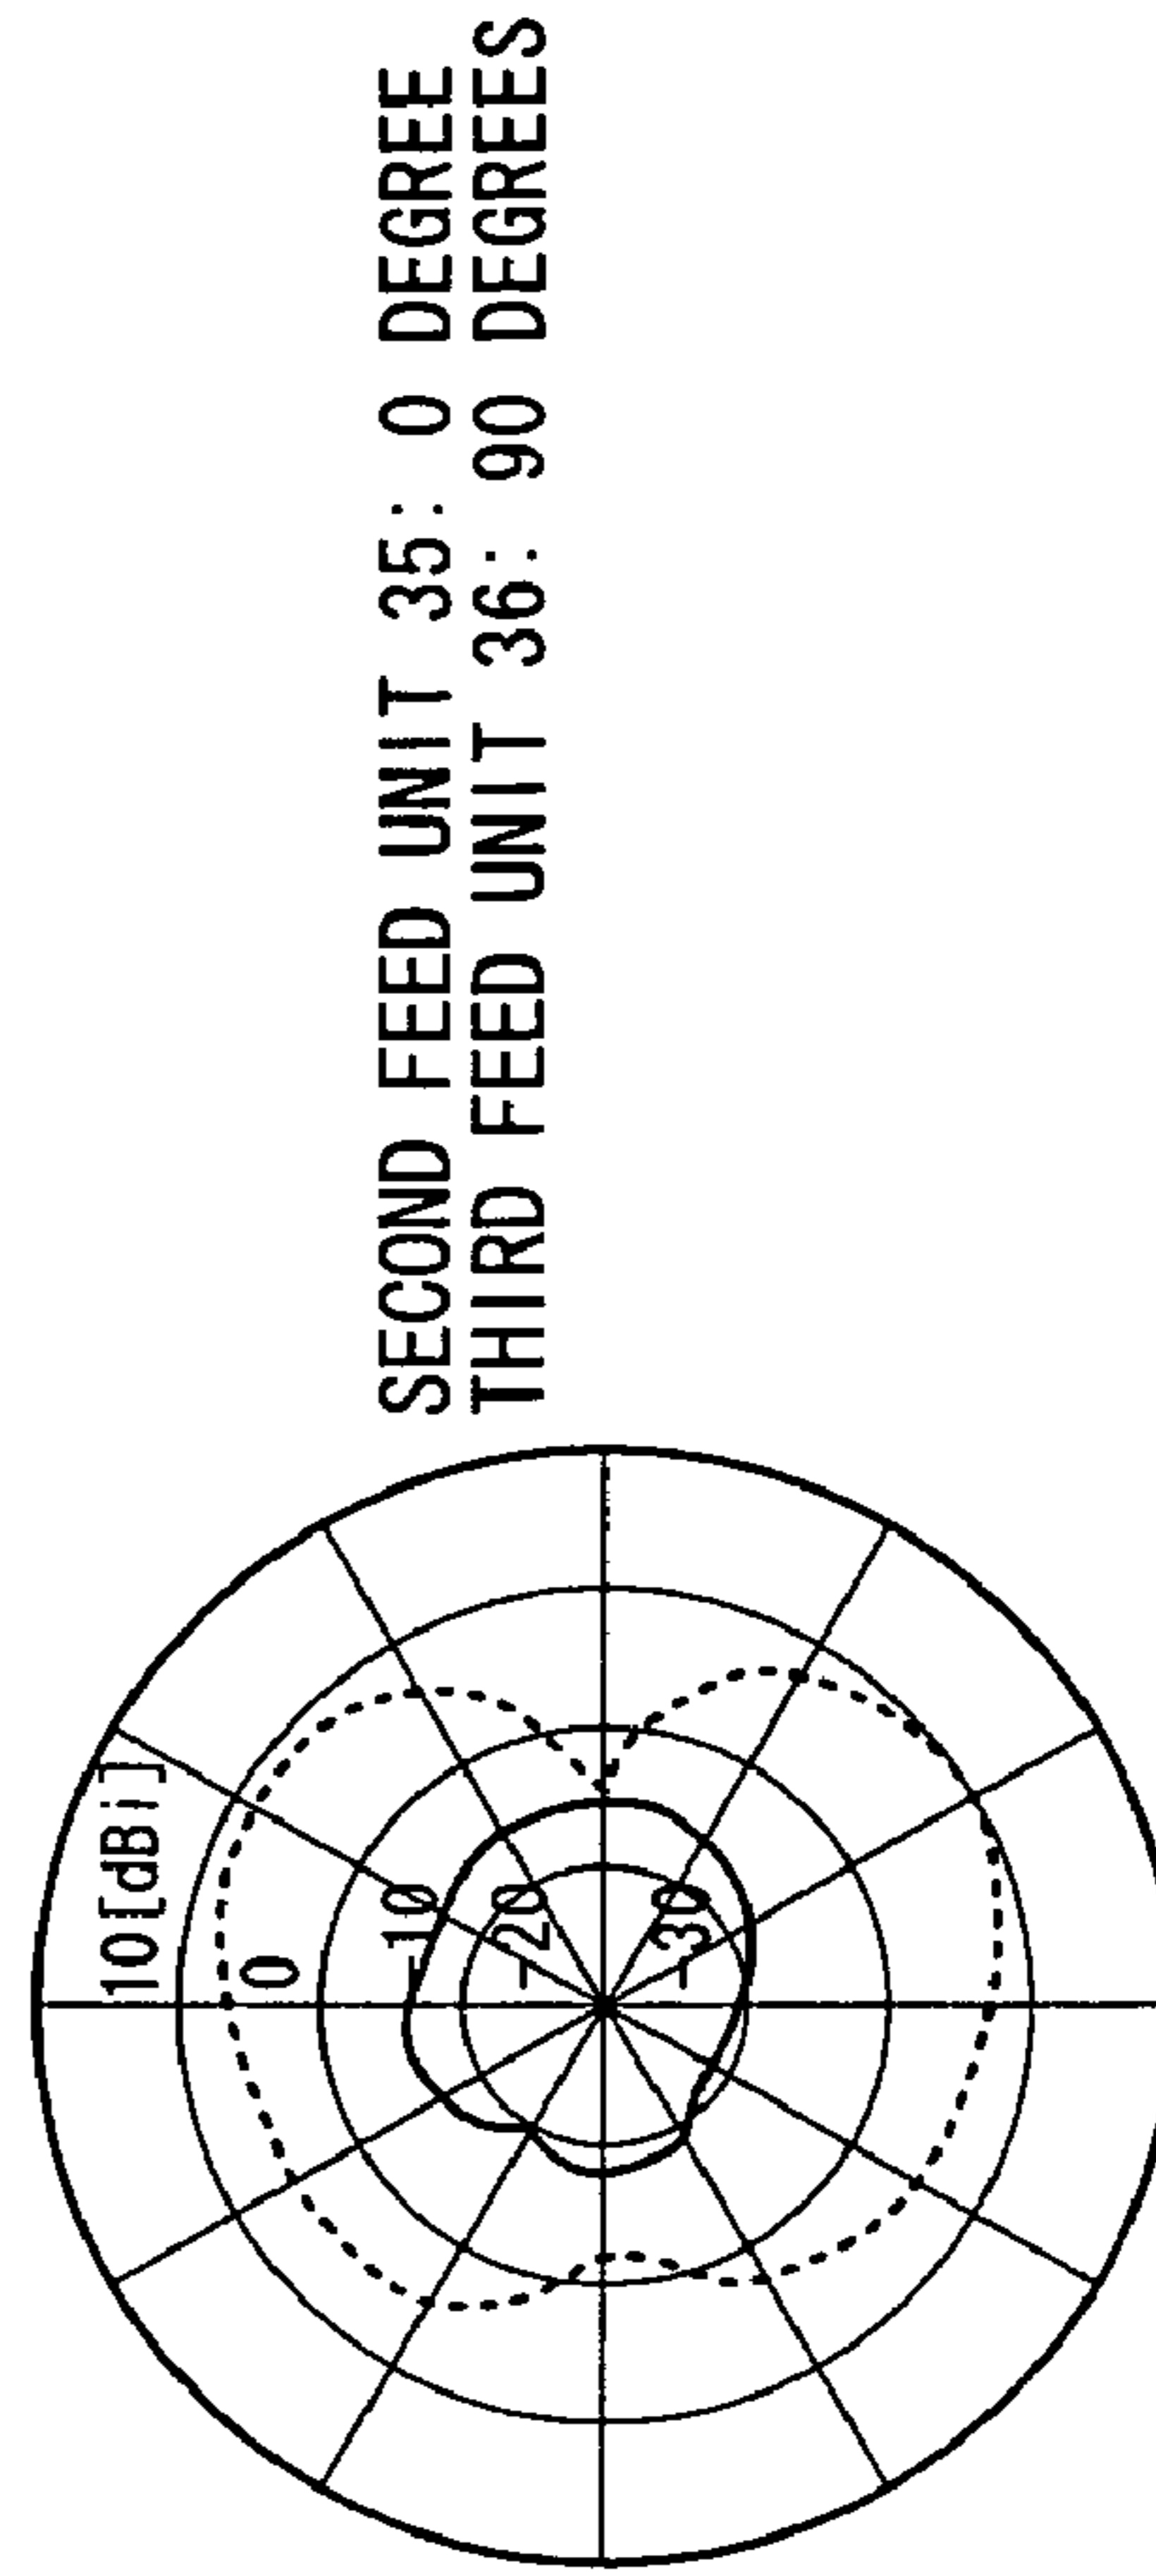 10[dBi]
0
-10
-20
-30
SECOND FEED UNIT 35: 0 DEGREE
THIRD FEED UNIT 36: 90 DEGREES